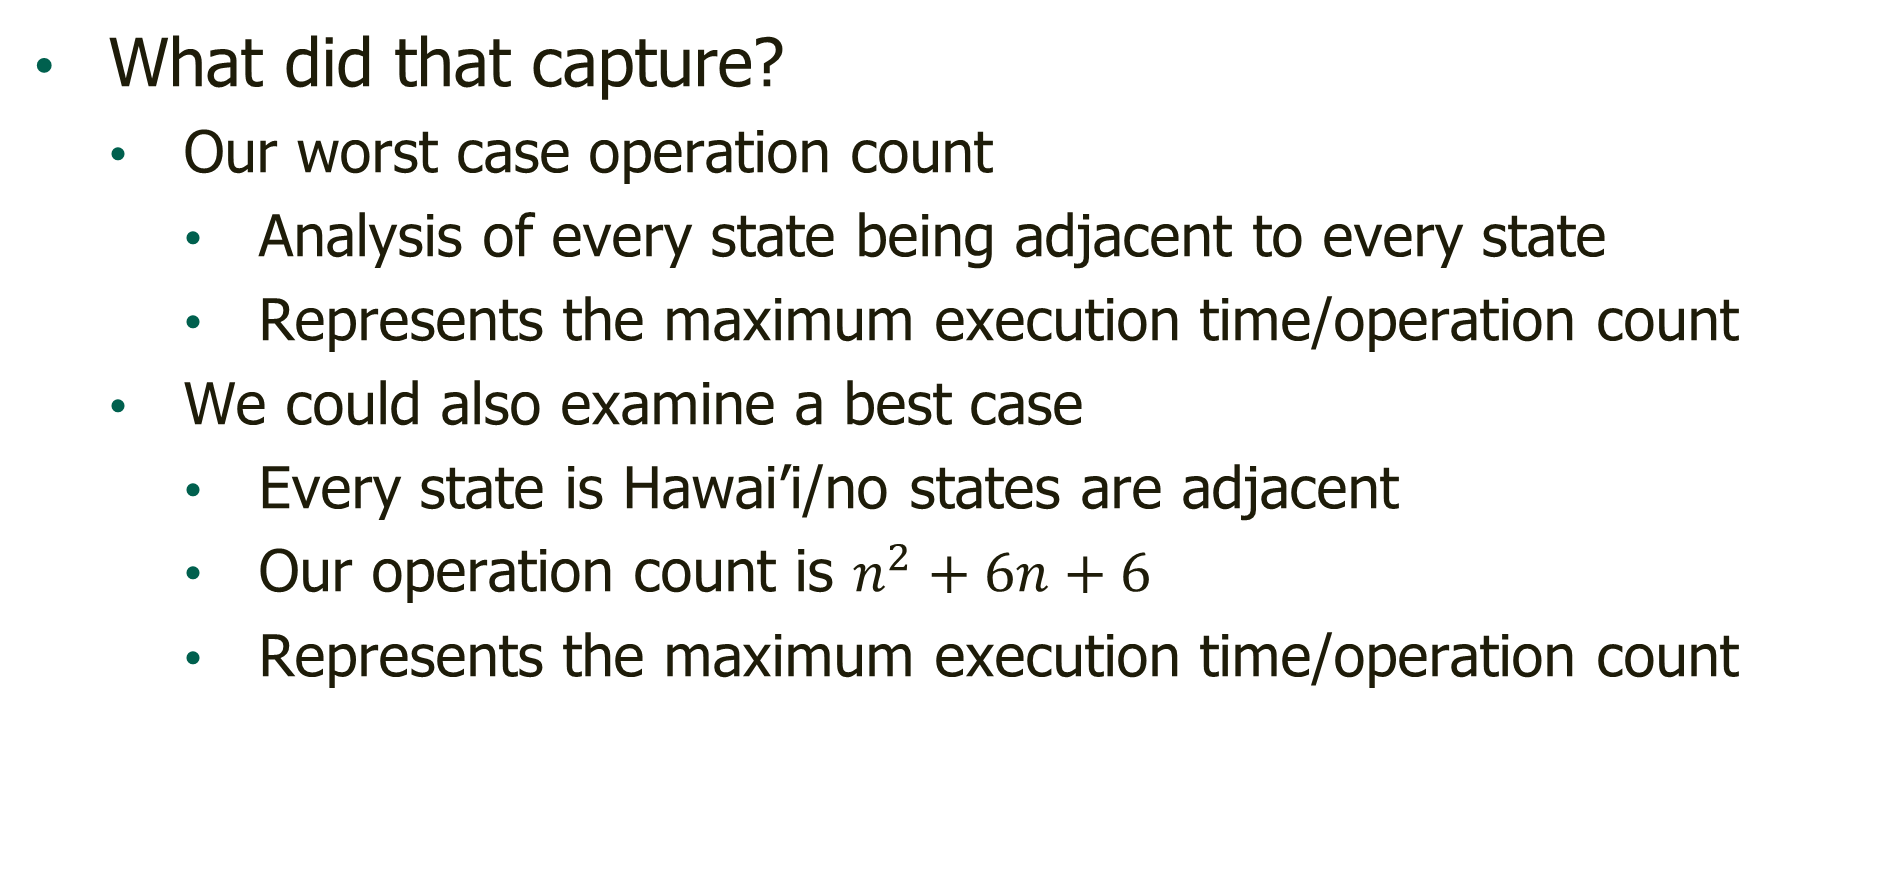 • What did that capture?
• Our worst case operation count
• Analysis of every state being adjacent to every state
• Represents the maximum execution time/operation count
• We could also examine a best case
• Every state is Hawai’i/no states are adjacent
• Our operation count is 𝑛² + 6𝑛 + 6
• Represents the maximum execution time/operation count